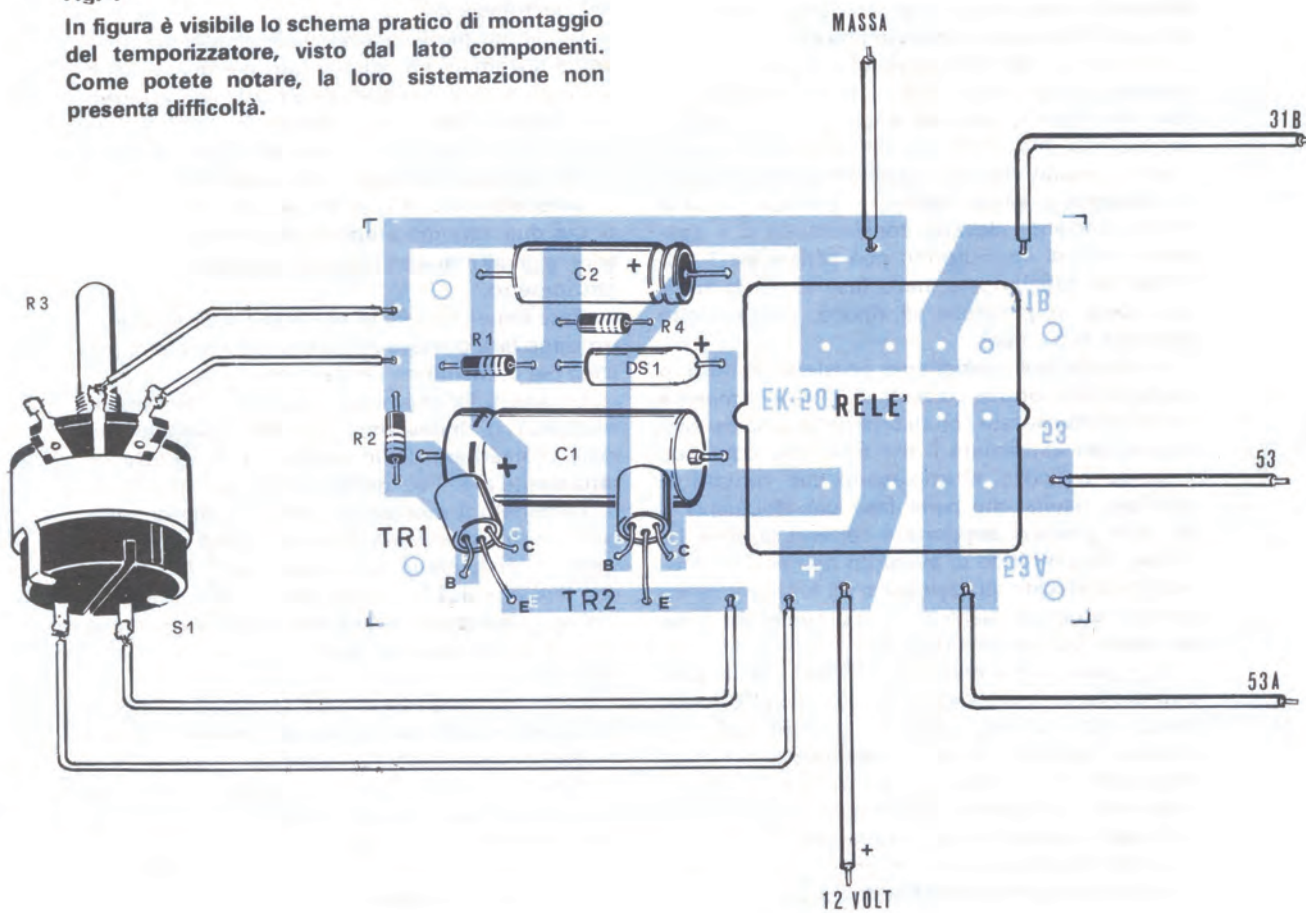 In figura è visibile lo schema pratico di montaggio
del temporizzatore, visto dal lato componenti.
Come potete notare, la loro sistemazione non
presenta difficoltà.
MASSA
31B
R3
C2
+
-
31B
R4
R1
+
DS1
EK-501
RELE'
R2
C1
+
53
53
TR1
C
C
B
E
E
TR2
B
B
C
C
E
+
53A
S1
53A
+
12 VOLT